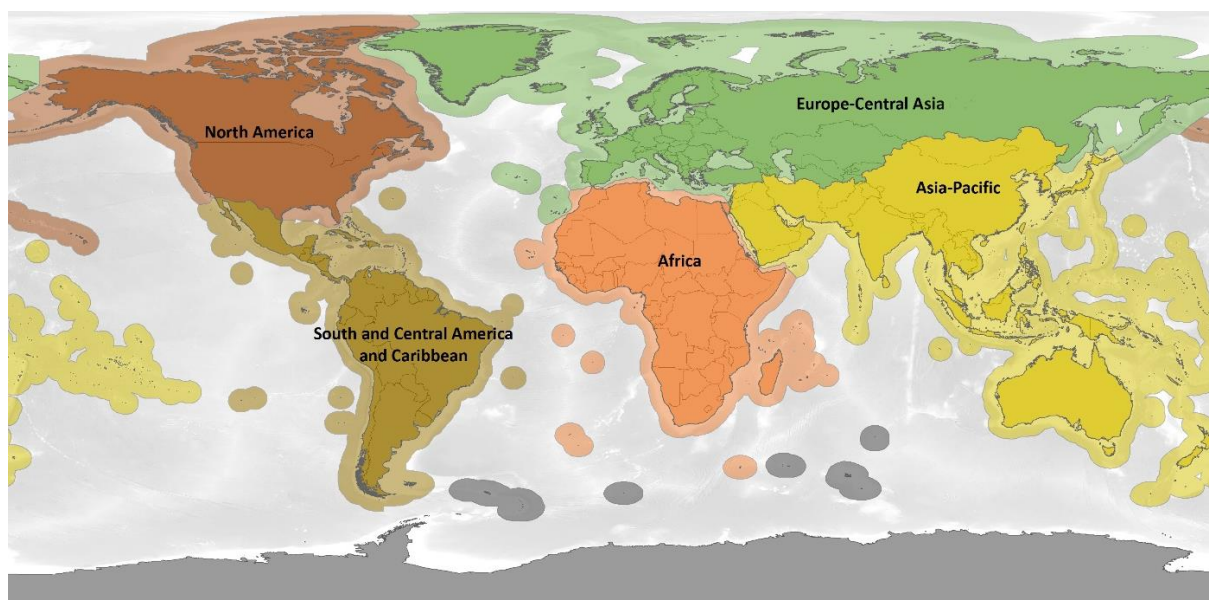 North America
Europe-Central Asia
Asia-Pacific
Africa
South and Central America
and Caribbean